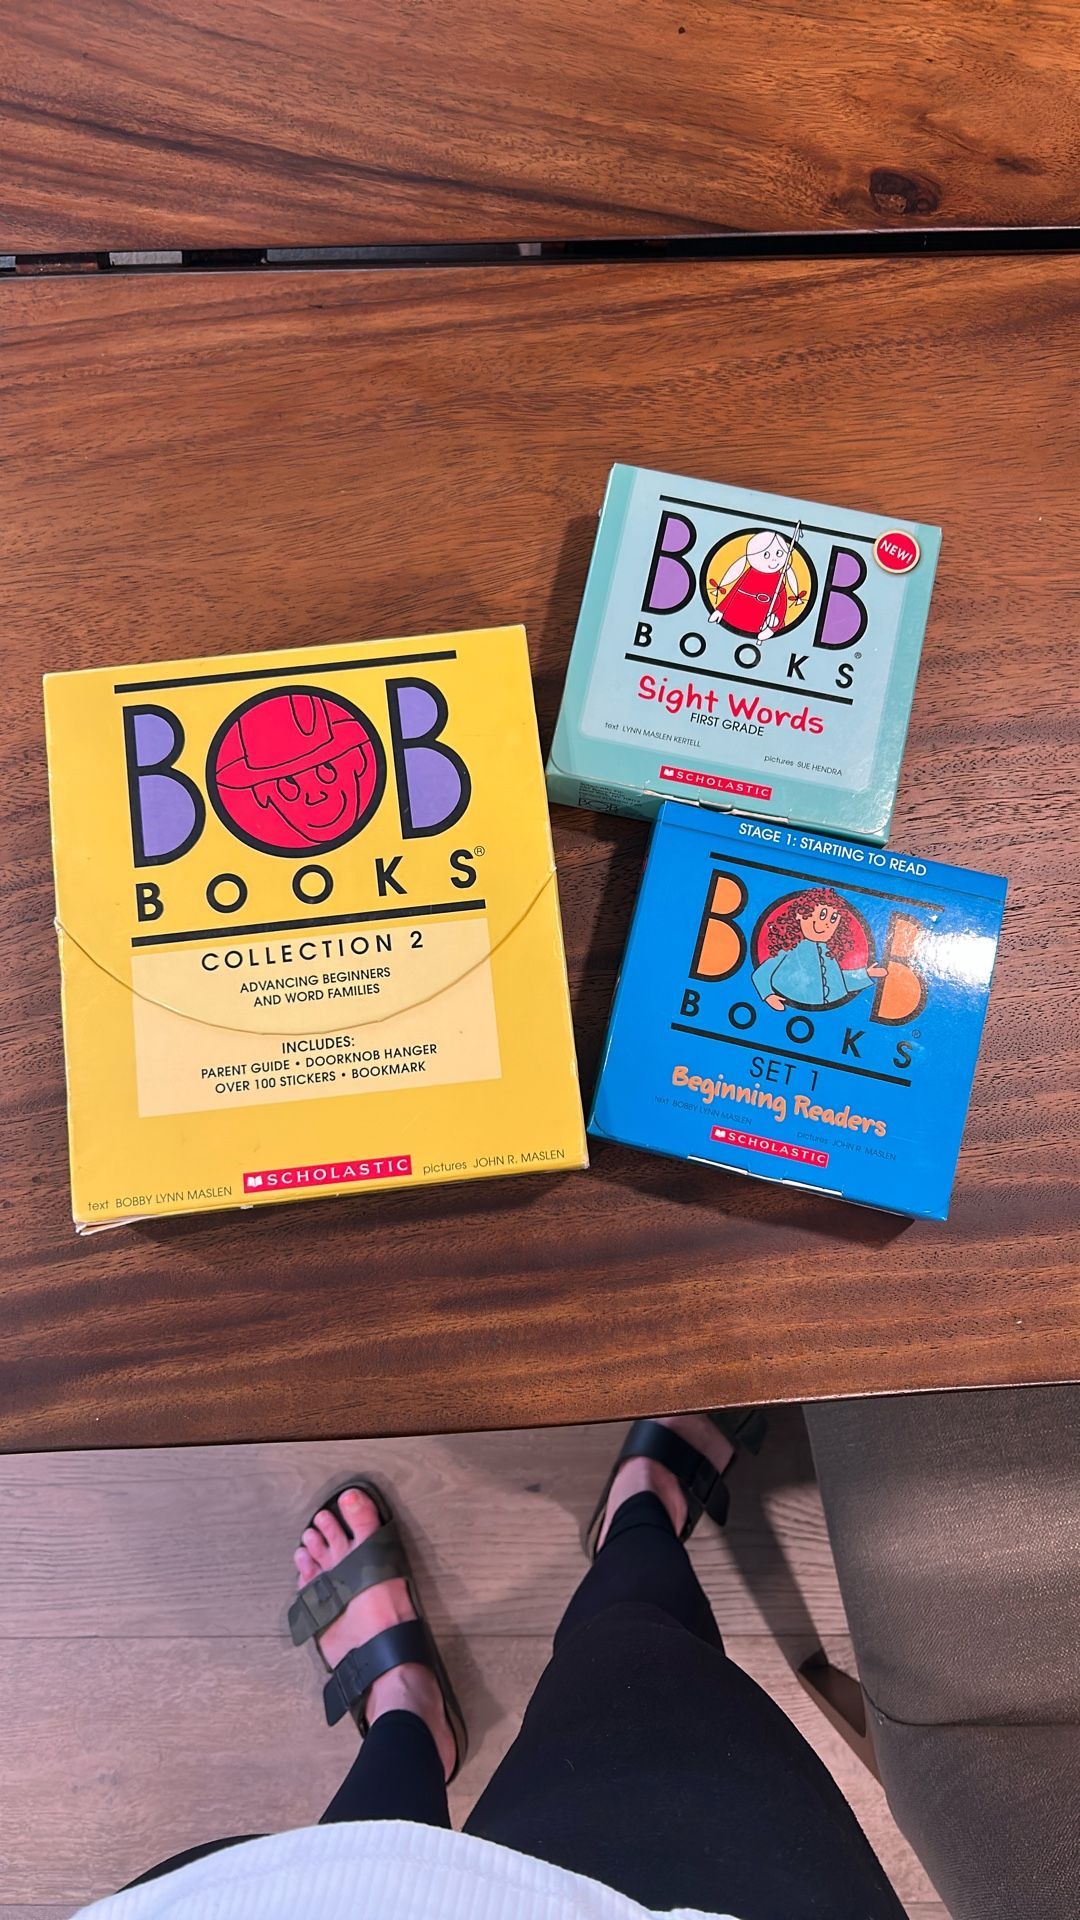 BOB
BOOKS®
COLLECTION 2
ADVANCING BEGINNERS
AND WORD FAMILIES
INCLUDES:
PARENT GUIDE • DOORKNOB HANGER
OVER 100 STICKERS • BOOKMARK
text BOBBY LYNN MASLEN
SCHOLASTIC
pictures JOHN R. MASLEN
BOB
NEW!
BOOKS®
Sight Words
FIRST GRADE
text LYNN MASLEN KERTELL
pictures SUE HENDRA
SCHOLASTIC
BOB
STAGE 1: STARTING TO READ
BOB
BOOKS®
SET 1
Beginning Readers
text BOBBY LYNN MASLEN
pictures JOHN R. MASLEN
SCHOLASTIC